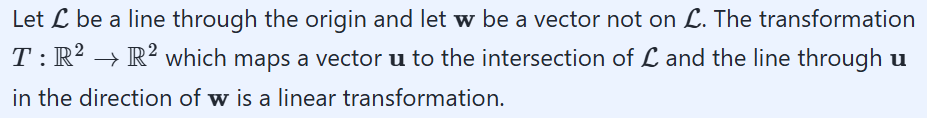 Let 𝓛 be a line through the origin and let 𝐰 be a vector not on 𝓛. The transformation
T : ℝ² → ℝ² which maps a vector 𝐮 to the intersection of 𝓛 and the line through 𝐮
in the direction of 𝐰 is a linear transformation.